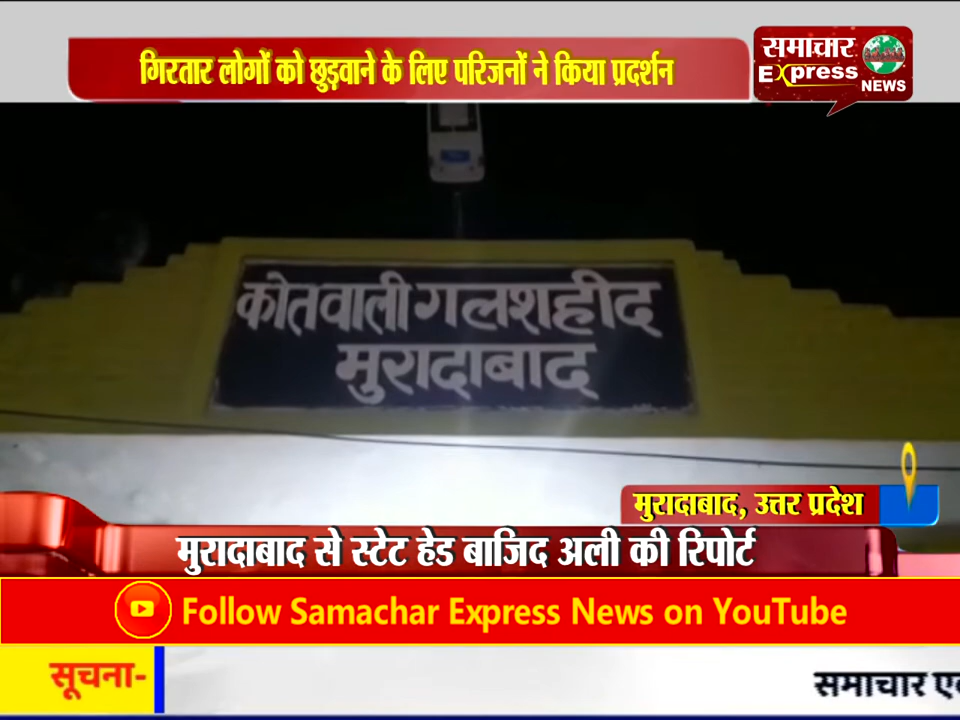 गिरतार लोगों को छुड़वाने के लिए परिजनों ने किया प्रदर्शन
समाचार
Express
NEWS
कोतवाली गलशहीद
मुरादाबाद
मुरादाबाद, उत्तर प्रदेश
मुरादाबाद से स्टेट हेड बाजिद अली की रिपोर्ट
Follow Samachar Express News on YouTube
सूचना-
समाचार